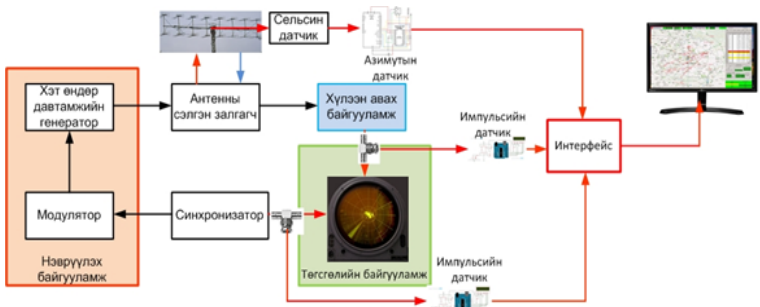 Сельсин
датчик
Азимутын
датчик
Хэт өндөр
давтамжийн
генератор
Антенны
сэлгэн залгагч
Хүлээн авах
байгууламж
Импульсийн
датчик
Интерфейс
Модулятор
Синхронизатор
Нэврүүлэх
байгууламж
Төгсгөлийн байгууламж
Импульсийн
датчик